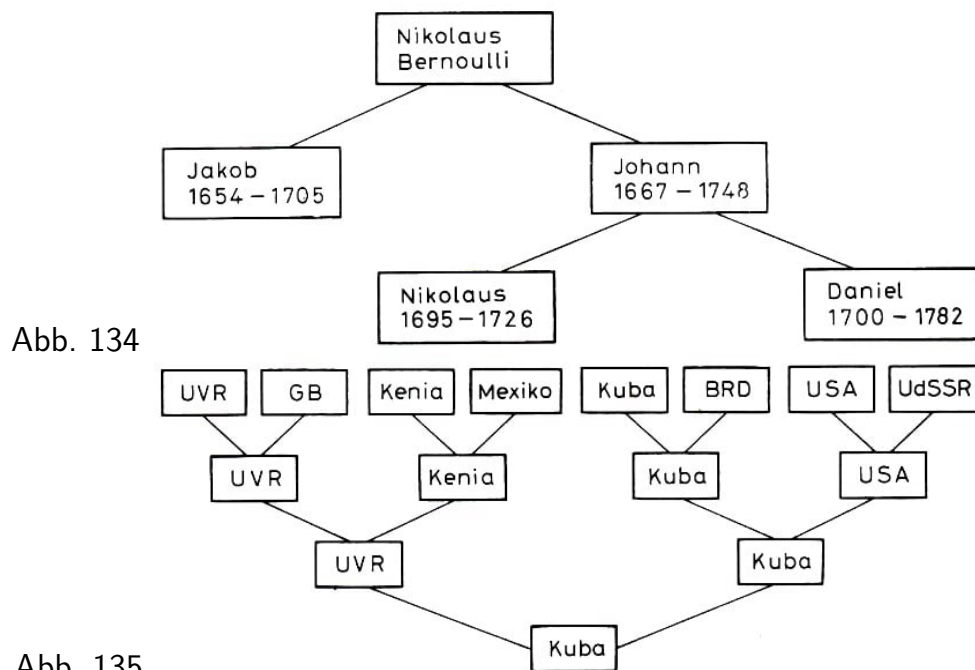 Nikolaus
Bernoulli
Jakob
1654 – 1705
Johann
1667 – 1748
Nikolaus
1695 – 1726
Daniel
1700 – 1782
Abb. 134
UVR
GB
Kenia
Mexiko
Kuba
BRD
USA
UdSSR
UVR
Kenia
Kuba
USA
UVR
Kuba
Kuba
Abb. 135